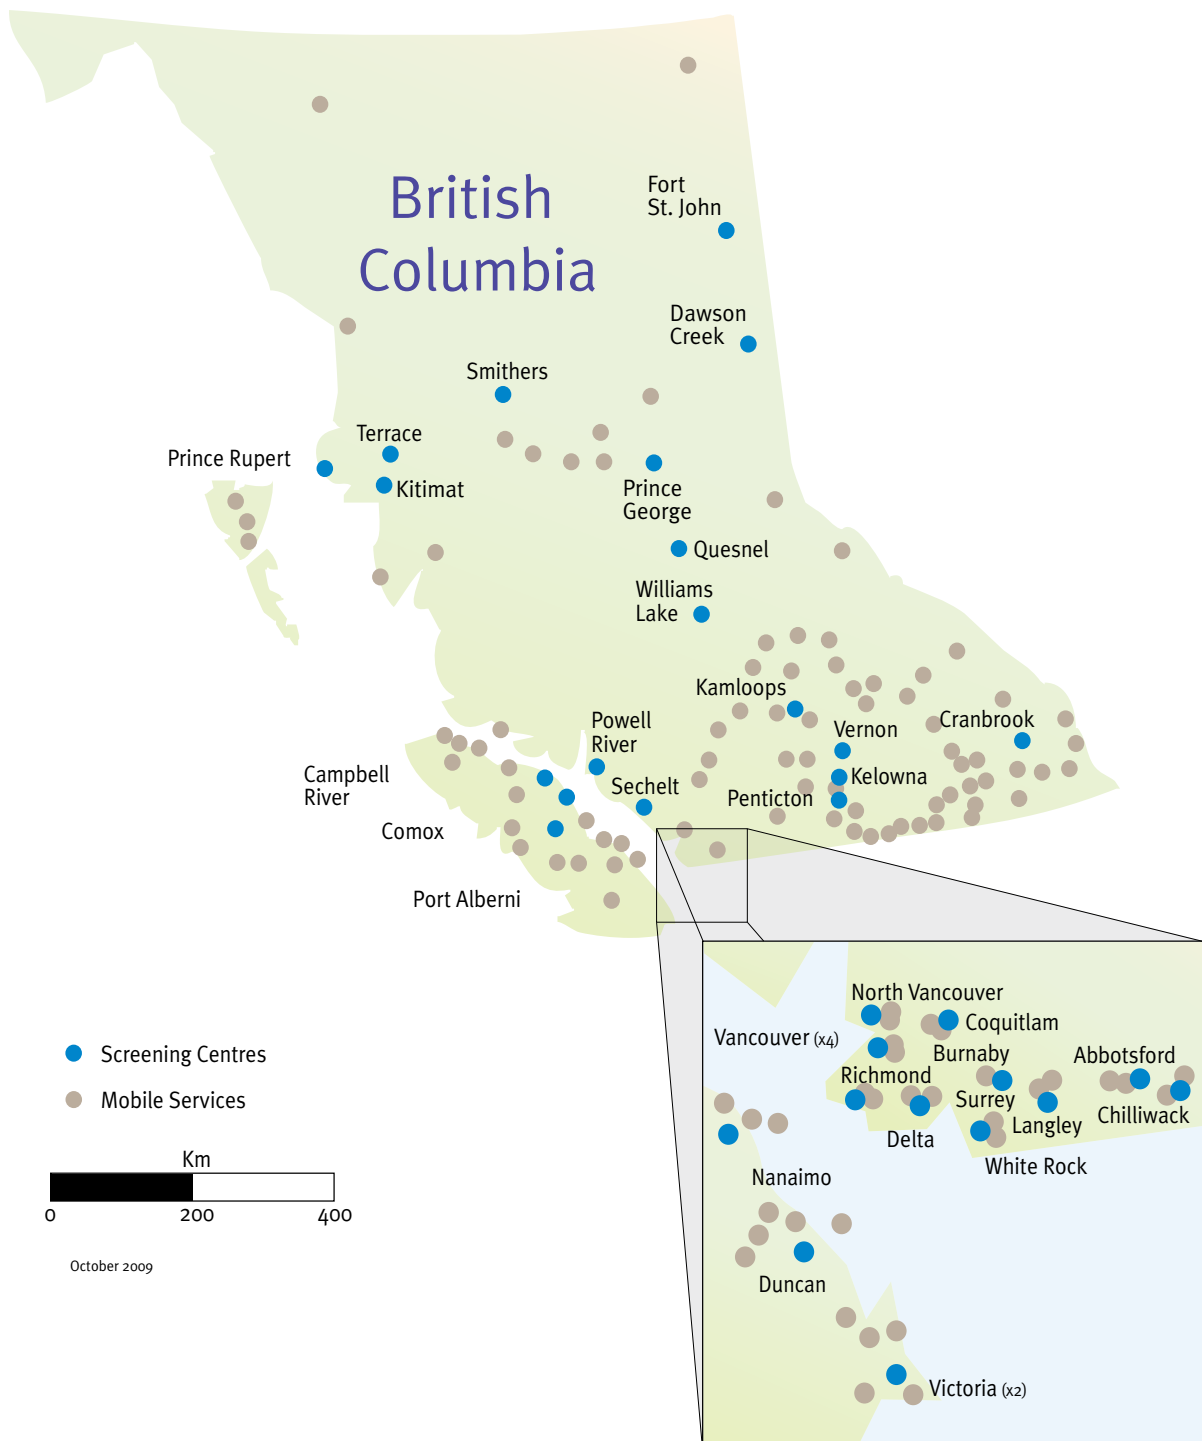 British
Columbia
Fort
St. John
Dawson
Creek
Smithers
Terrace
Prince Rupert
Kitimat
Prince
George
Quesnel
Williams
Lake
Kamloops
Powell
River
Vernon
Cranbrook
Campbell
River
Sechelt
Kelowna
Penticton
Comox
Port Alberni
North Vancouver
Vancouver (x4)
Coquitlam
Burnaby
Abbotsford
Richmond
Surrey
Langley
Chilliwack
Delta
White Rock
Nanaimo
Duncan
Victoria (x2)
Screening Centres
Mobile Services
Km
0 200 400
October 2009